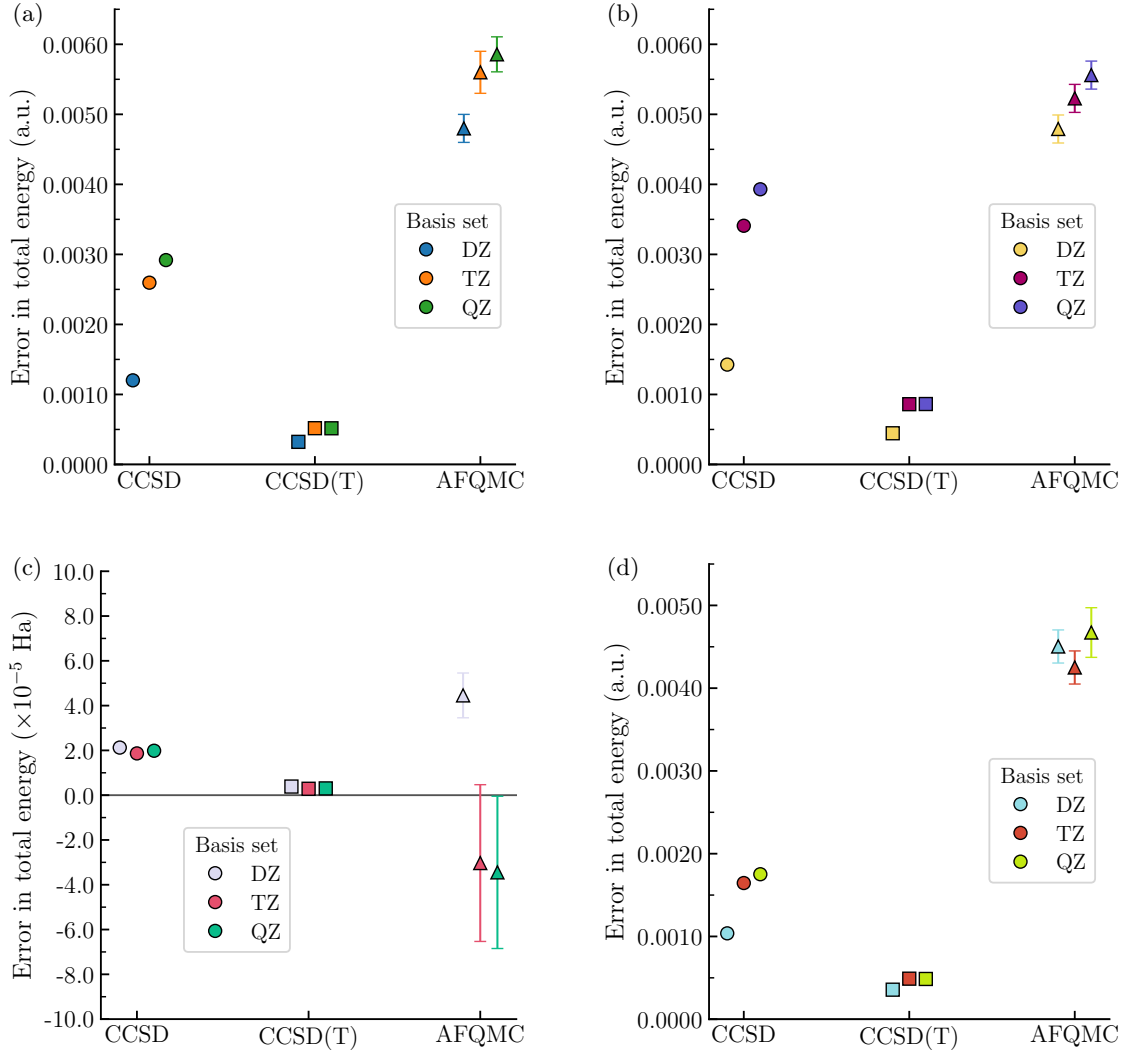 (a)
Error in total energy (a.u.)
0.0060
0.0050
0.0040
0.0030
0.0020
0.0010
0.0000
CCSD
CCSD(T)
AFQMC
Basis set
DZ
TZ
QZ
(b)
Error in total energy (a.u.)
0.0060
0.0050
0.0040
0.0030
0.0020
0.0010
0.0000
CCSD
CCSD(T)
AFQMC
Basis set
DZ
TZ
QZ
(c)
Error in total energy (×10⁻⁵ Ha)
10.0
8.0
6.0
4.0
2.0
0.0
-2.0
-4.0
-6.0
-8.0
-10.0
CCSD
CCSD(T)
AFQMC
Basis set
DZ
TZ
QZ
(d)
Error in total energy (a.u.)
0.0050
0.0040
0.0030
0.0020
0.0010
0.0000
CCSD
CCSD(T)
AFQMC
Basis set
DZ
TZ
QZ